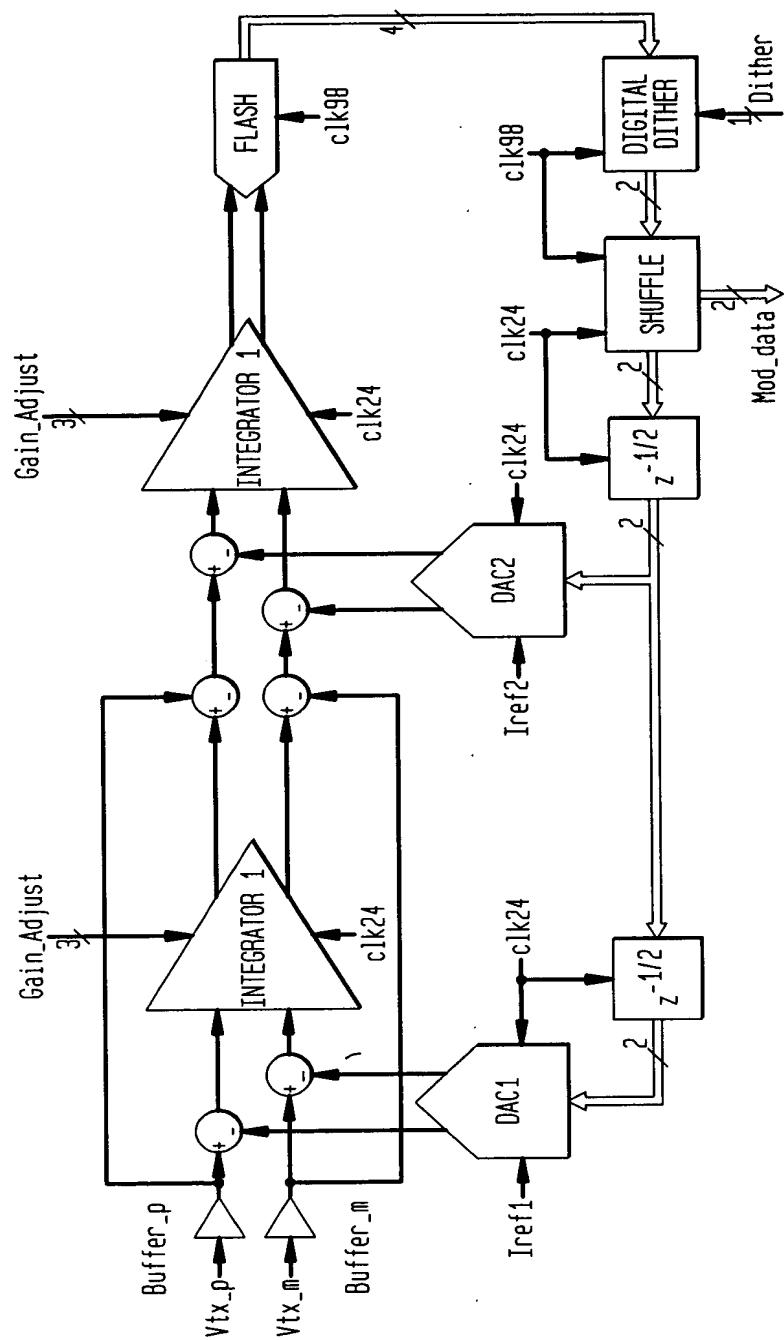 Gain_Adjust
3
Gain_Adjust
3
Buffer_p
Vtx_p
Vtx_m
Buffer_m
+
-
+
-
INTEGRATOR 1
clk24
+
-
+
-
+
-
+
-
INTEGRATOR 1
clk24
FLASH
clk98
4
Iref1
DAC1
clk24
Iref2
DAC2
clk24
2
z-1/2
2
z-1/2
clk24
2
SHUFFLE
2
Mod_data
clk98
2
DIGITAL
DITHER
1
Dither